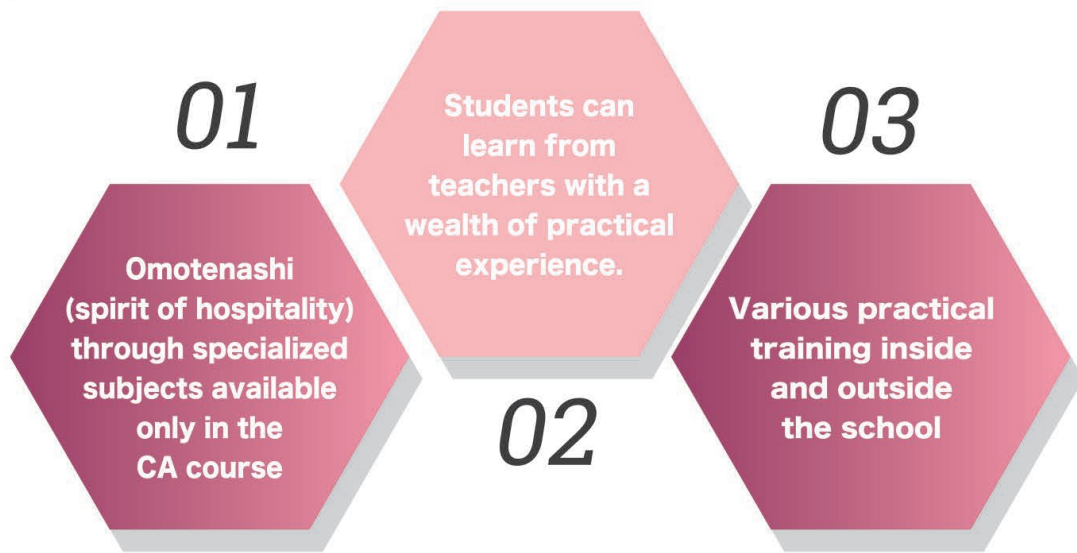 01
Omotenashi
(spirit of hospitality)
through specialized
subjects available
only in the
CA course
02
Students can
learn from
teachers with a
wealth of practical
experience.
03
Various practical
training inside
and outside
the school